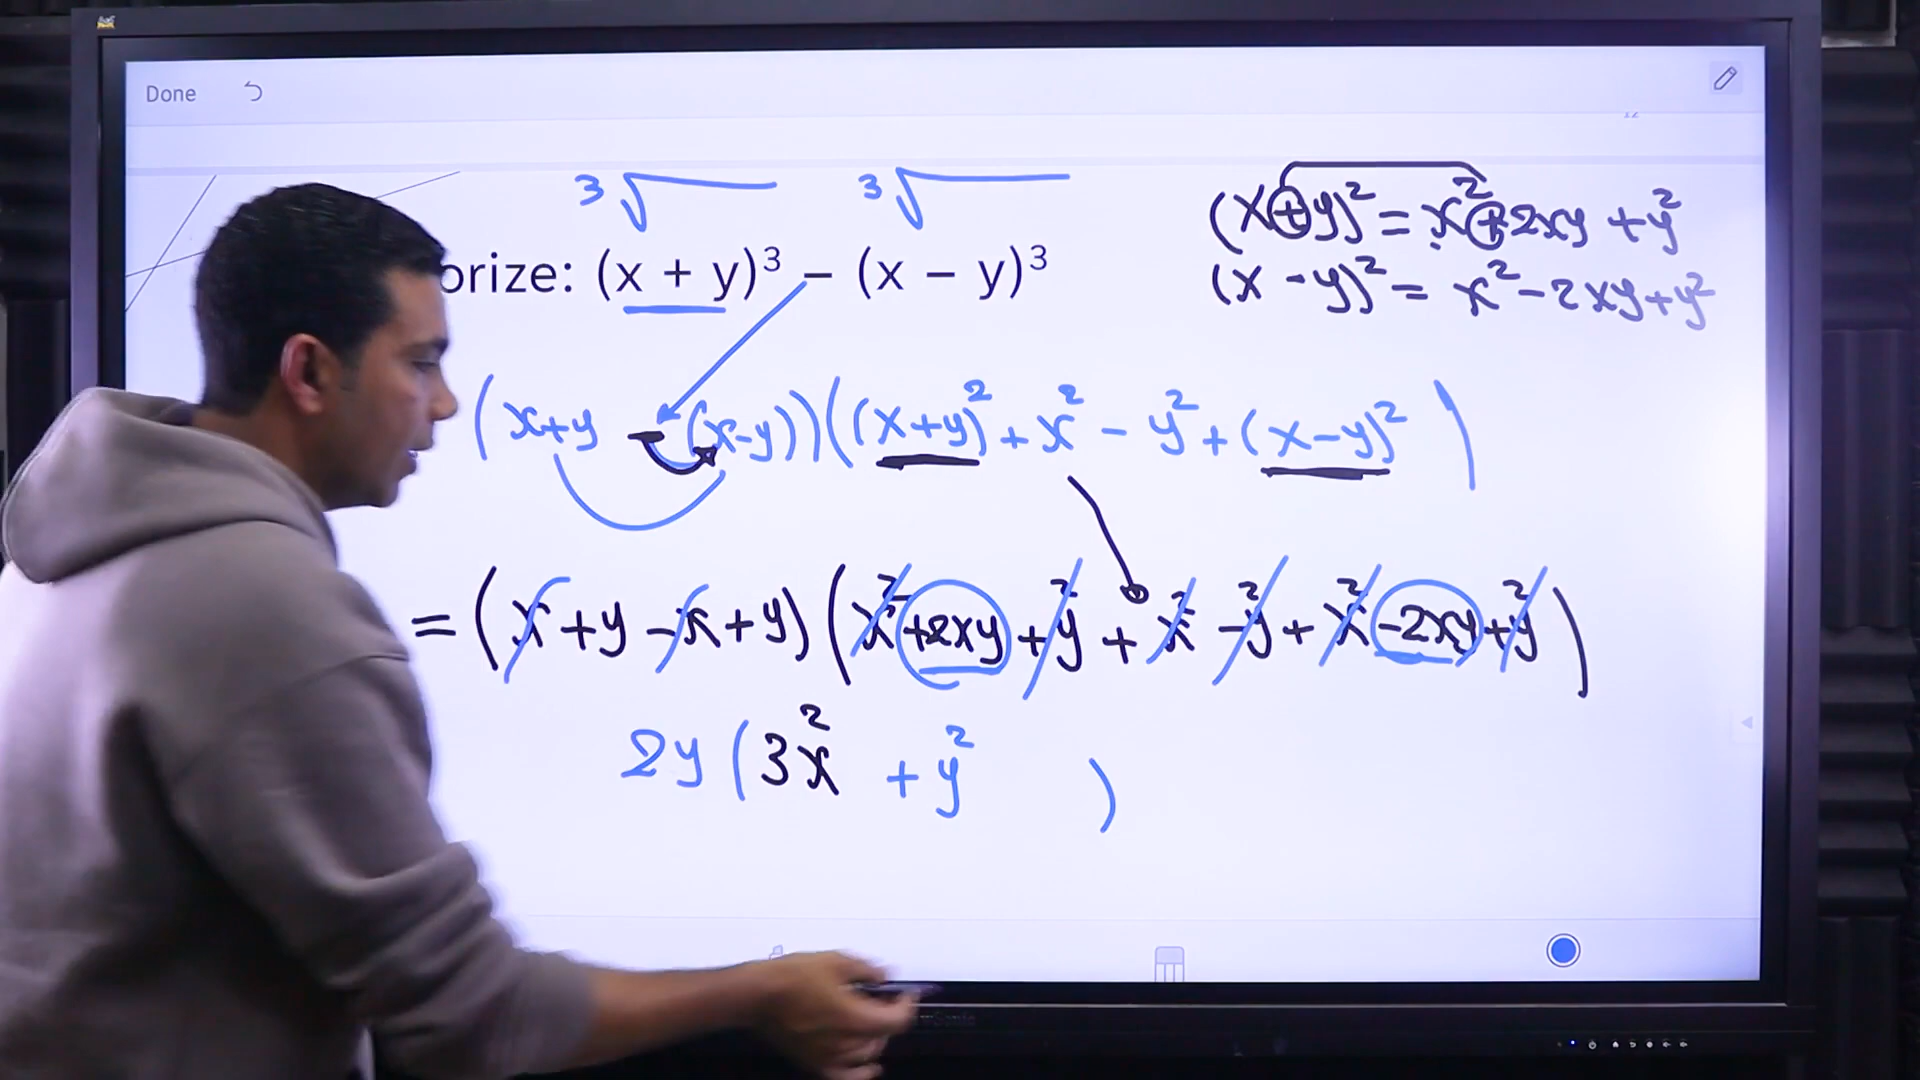 Done
³√ ³√
orize: (x + y)³ – (x – y)³
(x+y)² = x²+2xy+y²
(x-y)² = x²-2xy+y²
(x+y - (x-y))((x+y)²+x²-y²+(x-y)²)
=(x+y-x+y)(x²+2xy+y²+x²-y²+x²-2xy+y²)
2y(3x²+y²)